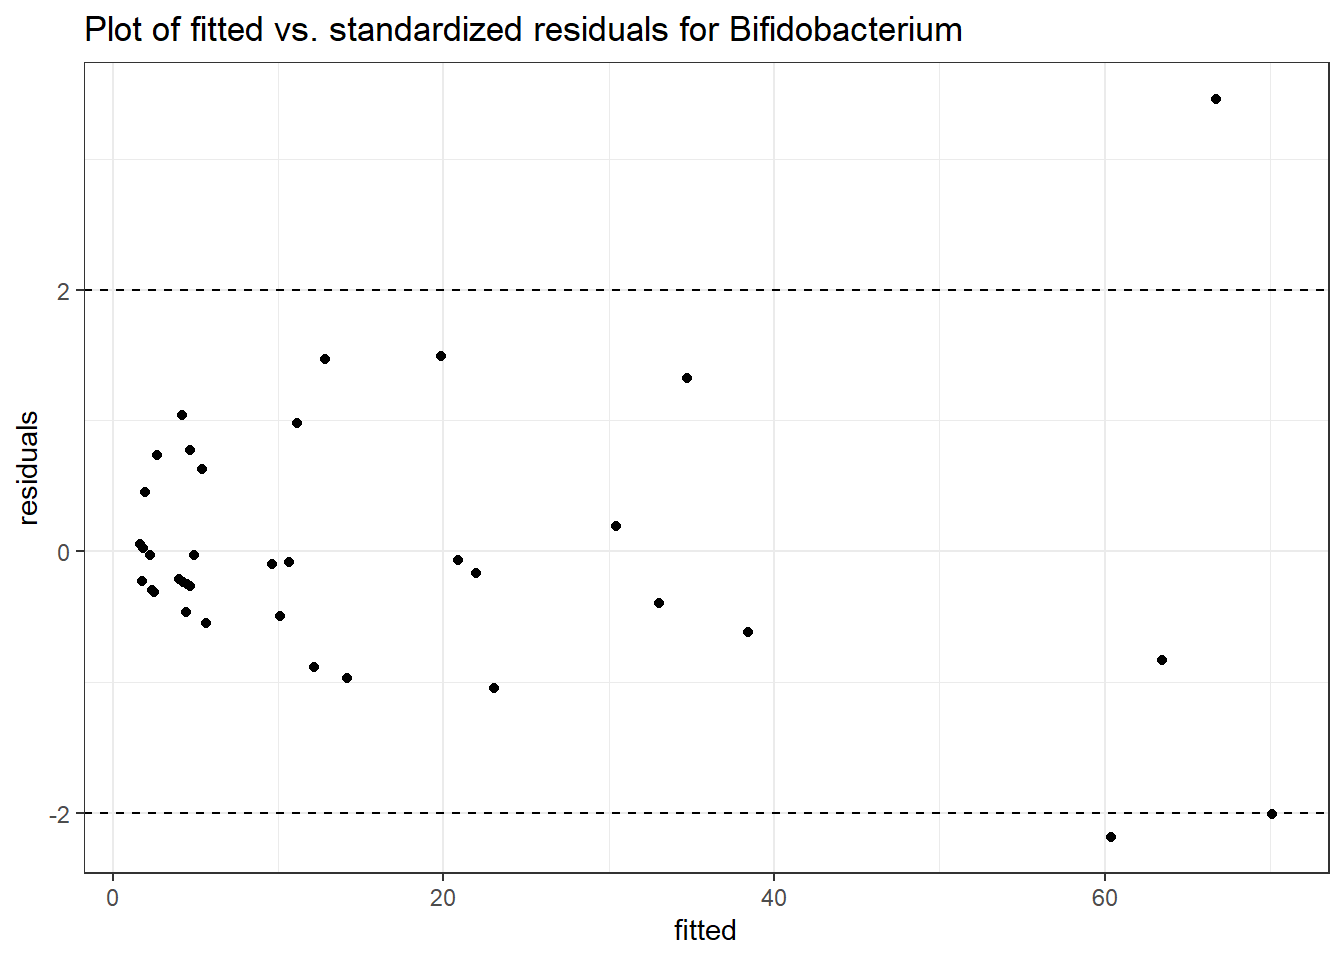 Plot of fitted vs. standardized residuals for Bifidobacterium
residuals
2
0
-2
0 20 40 60
fitted